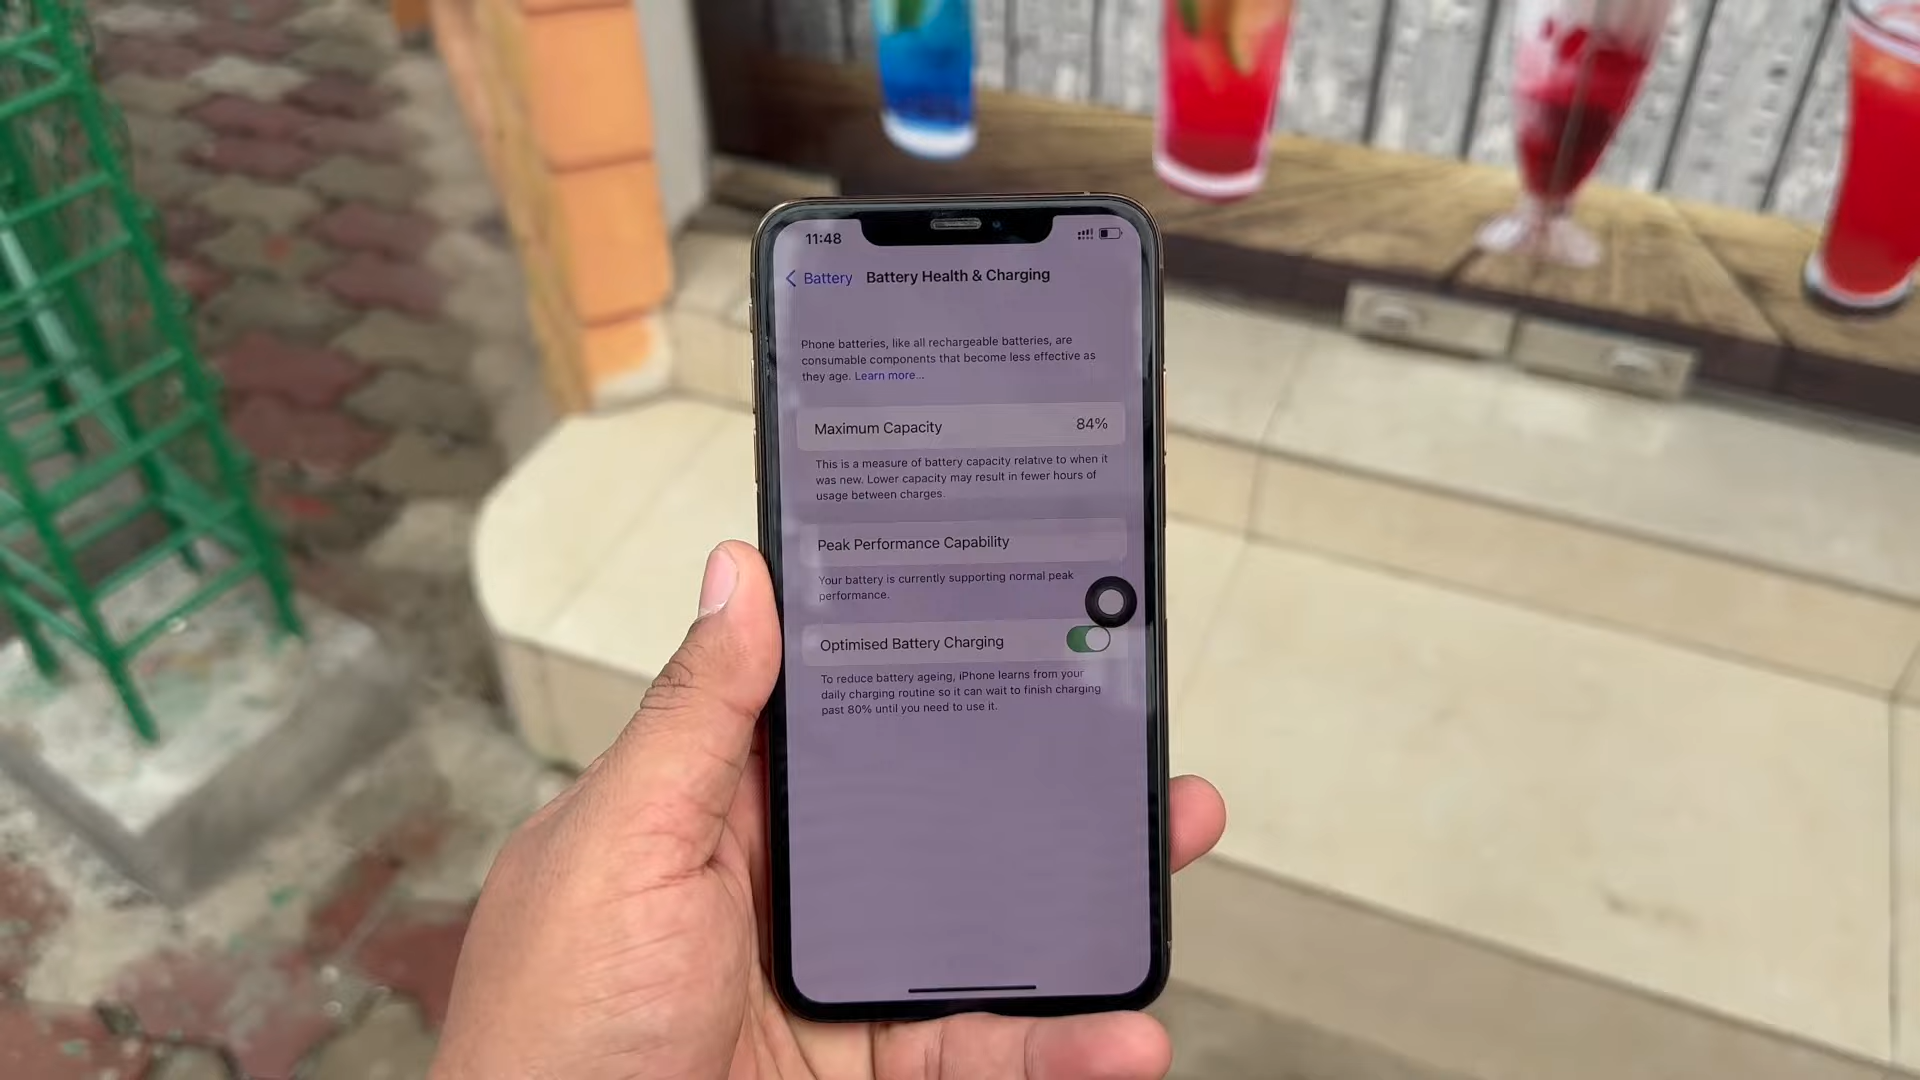 11:48
Battery Battery Health & Charging
Phone batteries, like all rechargeable batteries, are
consumable components that become less effective as
they age. Learn more...
Maximum Capacity 84%
This is a measure of battery capacity relative to when it
was new. Lower capacity may result in fewer hours of
usage between charges.
Peak Performance Capability
Your battery is currently supporting normal peak
performance.
Optimised Battery Charging
To reduce battery ageing, iPhone learns from your
daily charging routine so it can wait to finish charging
past 80% until you need to use it.